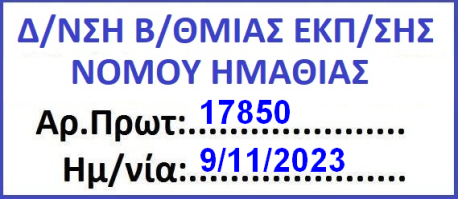 Δ/ΝΣΗ Β/ΘΜΙΑΣ ΕΚΠ/ΣΗΣ
ΝΟΜΟΥ ΗΜΑΘΙΑΣ
Αρ.Πρωτ:.17850....................
Ημ/νία:.9/11/2023....................